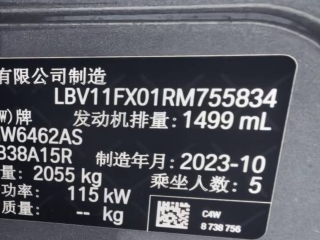 有限公司制造
LBV11FX01RM755834
W)牌 发动机排量:1499 mL
W6462AS
B38A15R 制造年月:2023-10
质量:2055 kg 乘坐人数:5
功率:115 kW
质量:-- kg
C4W
8 738 756